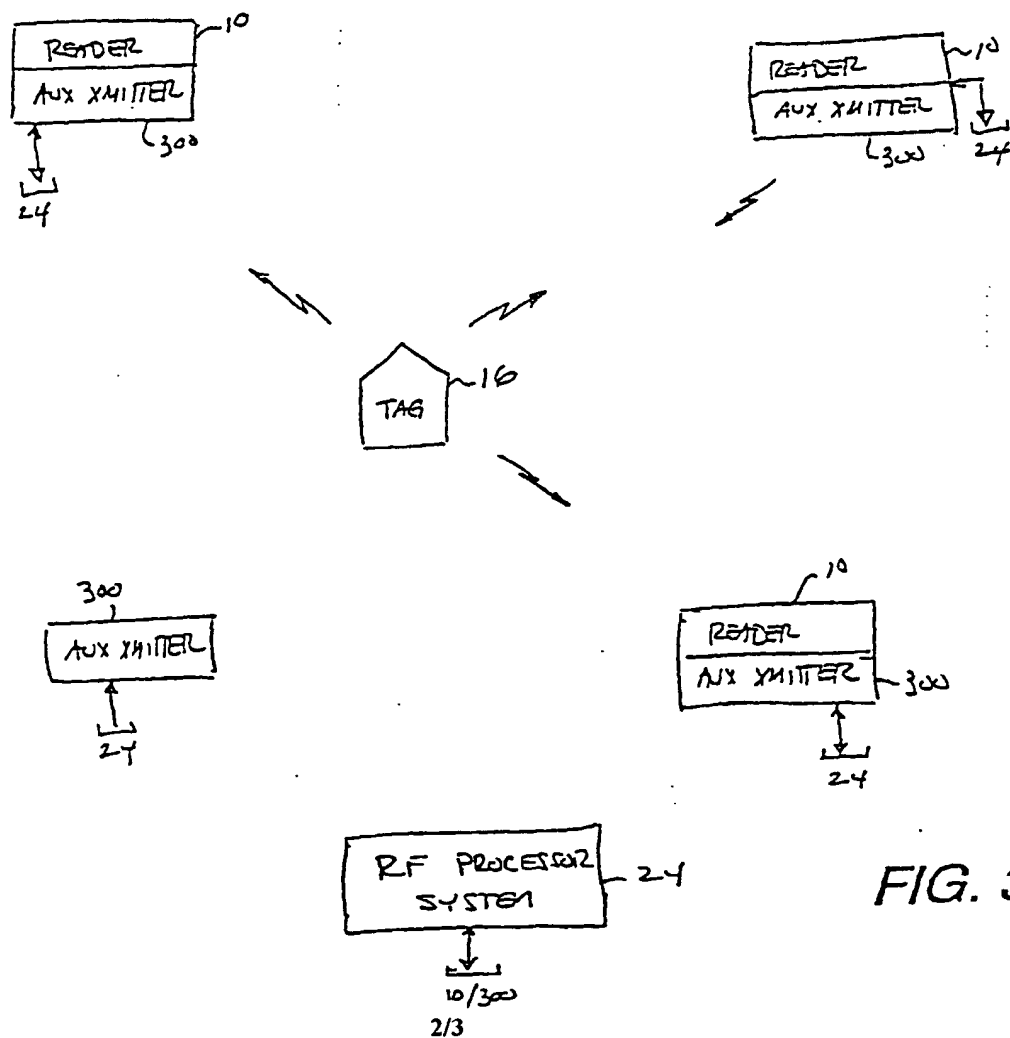 READER
10
AUX XMITTER
300
24
READER
10
AUX XMITTER
300
24
TAG
16
300
AUX XMITTER
24
10
READER
AUX XMITTER
300
24
RF PROCESSOR
SYSTEM
24
10/300
2/3
FIG.